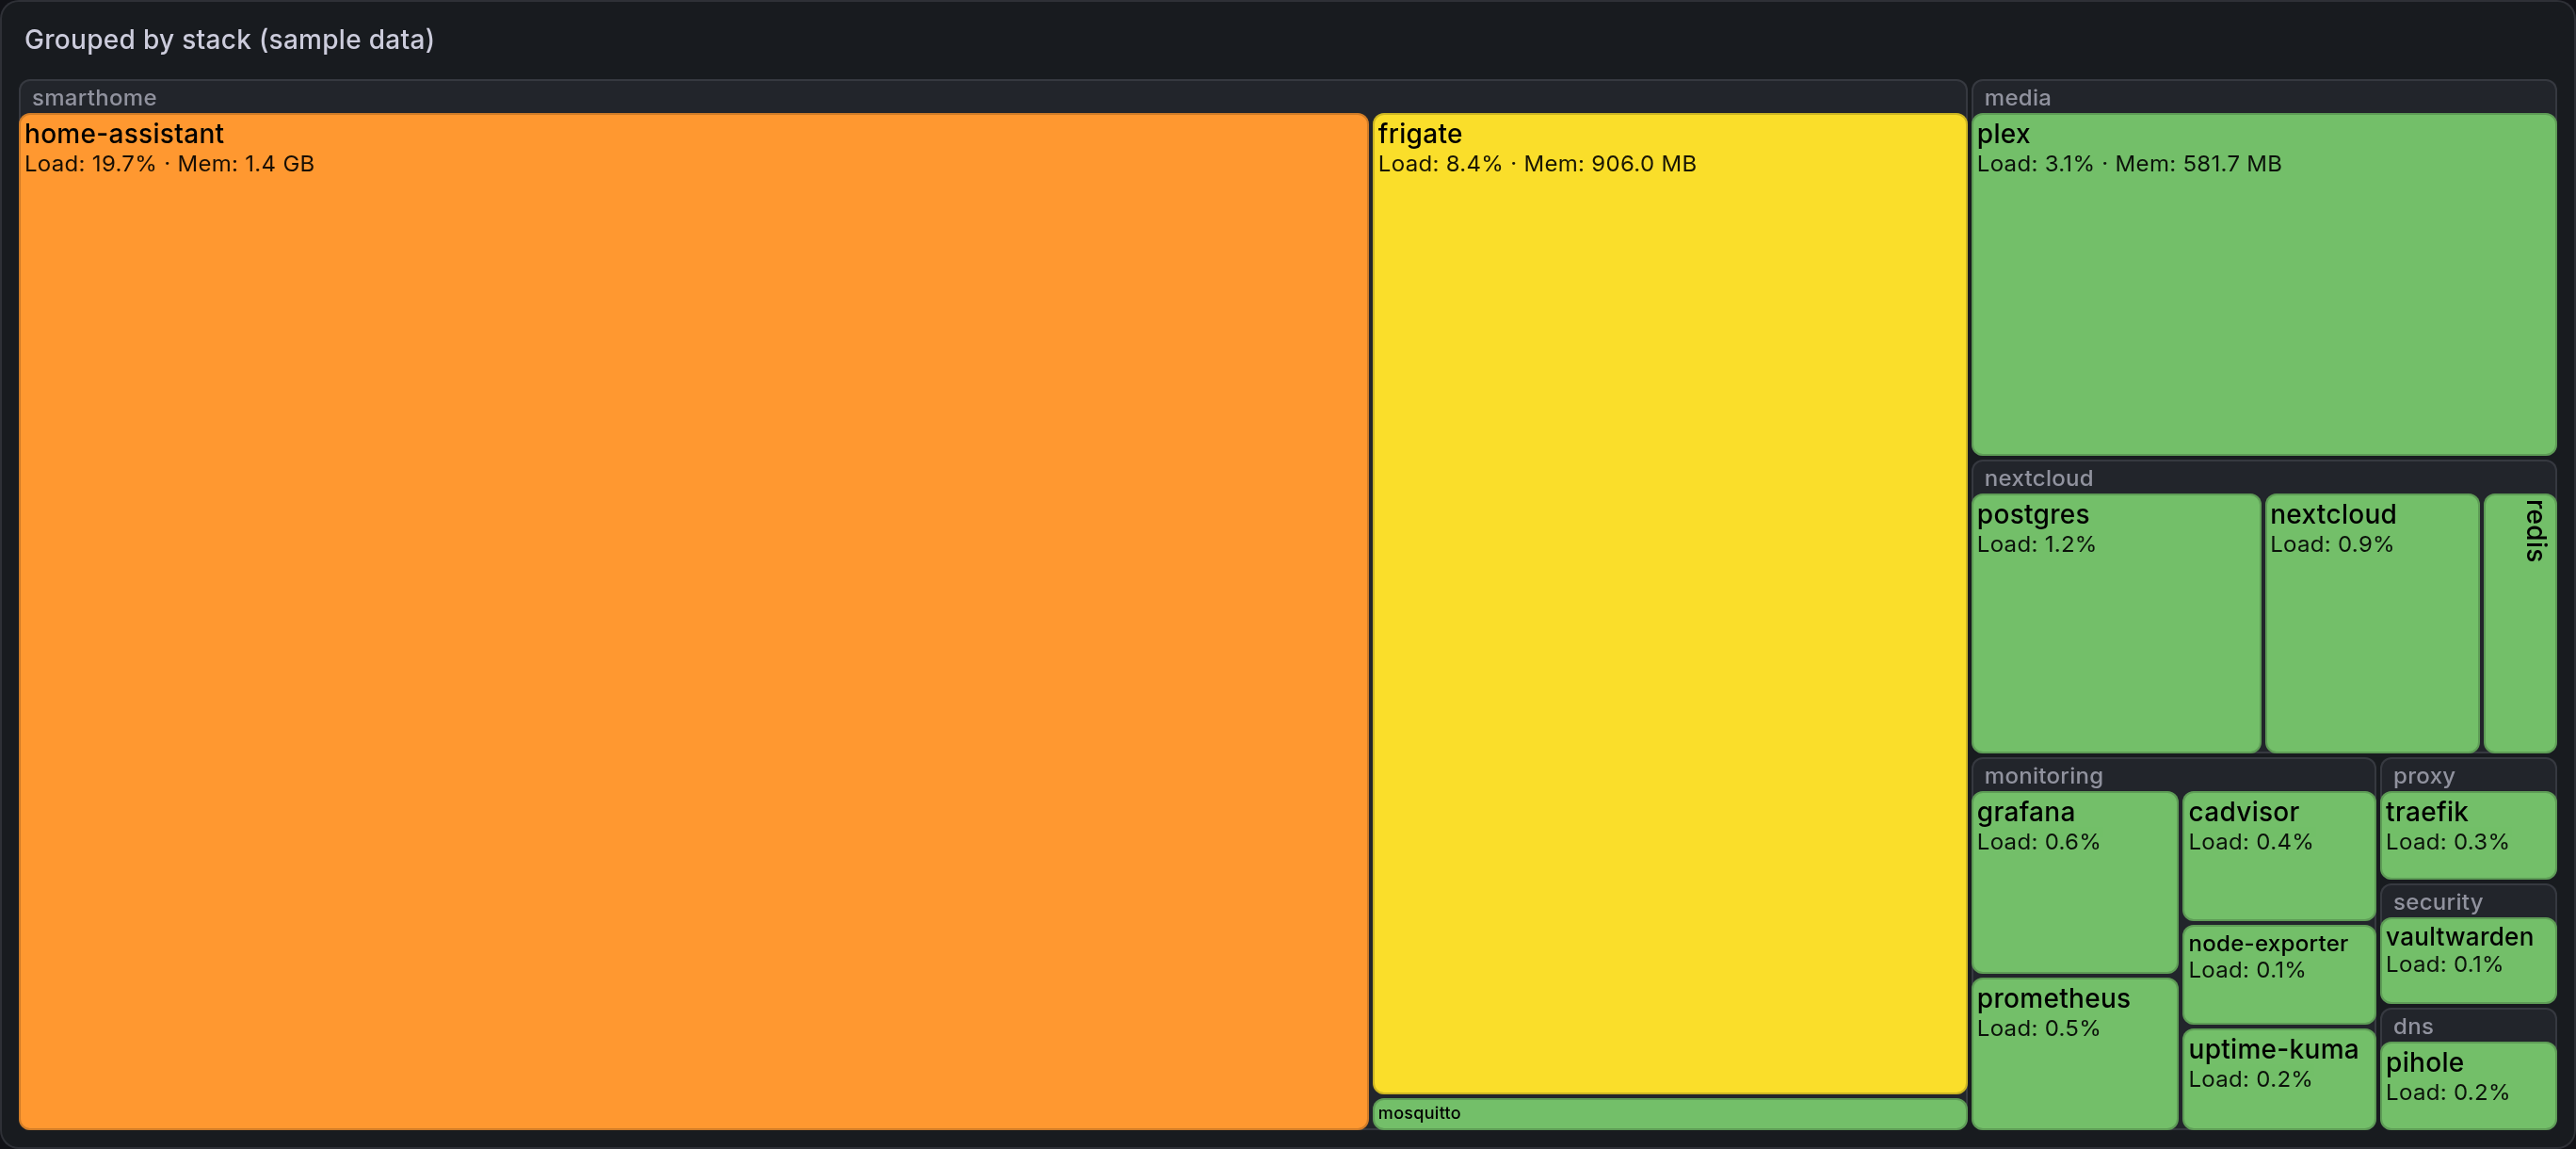 Grouped by stack (sample data)
smarthome
home-assistant
Load: 19.7% · Mem: 1.4 GB
frigate
Load: 8.4% · Mem: 906.0 MB
mosquitto
media
plex
Load: 3.1% · Mem: 581.7 MB
nextcloud
postgres
Load: 1.2%
nextcloud
Load: 0.9%
redis
monitoring
grafana
Load: 0.6%
prometheus
Load: 0.5%
cadvisor
Load: 0.4%
node-exporter
Load: 0.1%
uptime-kuma
Load: 0.2%
proxy
traefik
Load: 0.3%
security
vaultwarden
Load: 0.1%
dns
pihole
Load: 0.2%